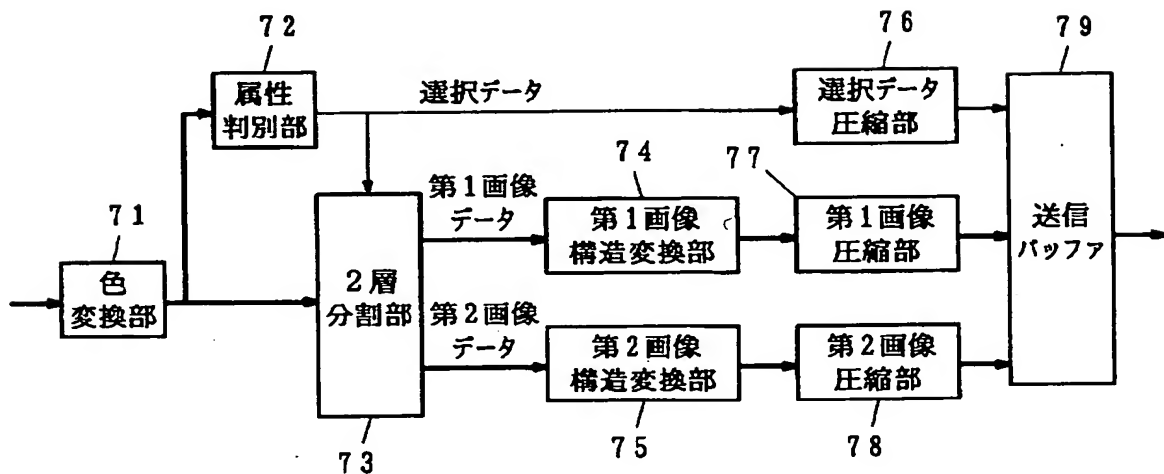 72
属性
判別部
選択データ
76
選択データ
圧縮部
79
送信
バッファ
71
色
変換部
73
2層
分割部
第1画像
データ
74
第1画像
構造変換部
77
第1画像
圧縮部
第2画像
データ
75
第2画像
構造変換部
78
第2画像
圧縮部